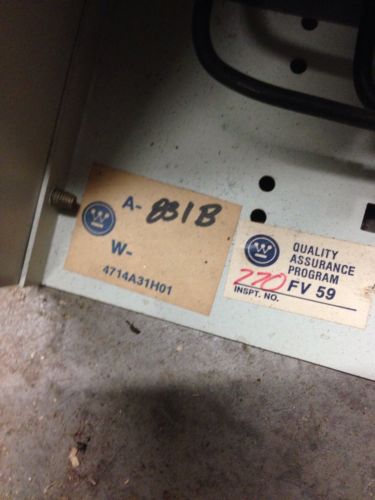 A- 831B
W-
4714A31H01
QUALITY
ASSURANCE
PROGRAM
270 FV 59
INSPT. NO.